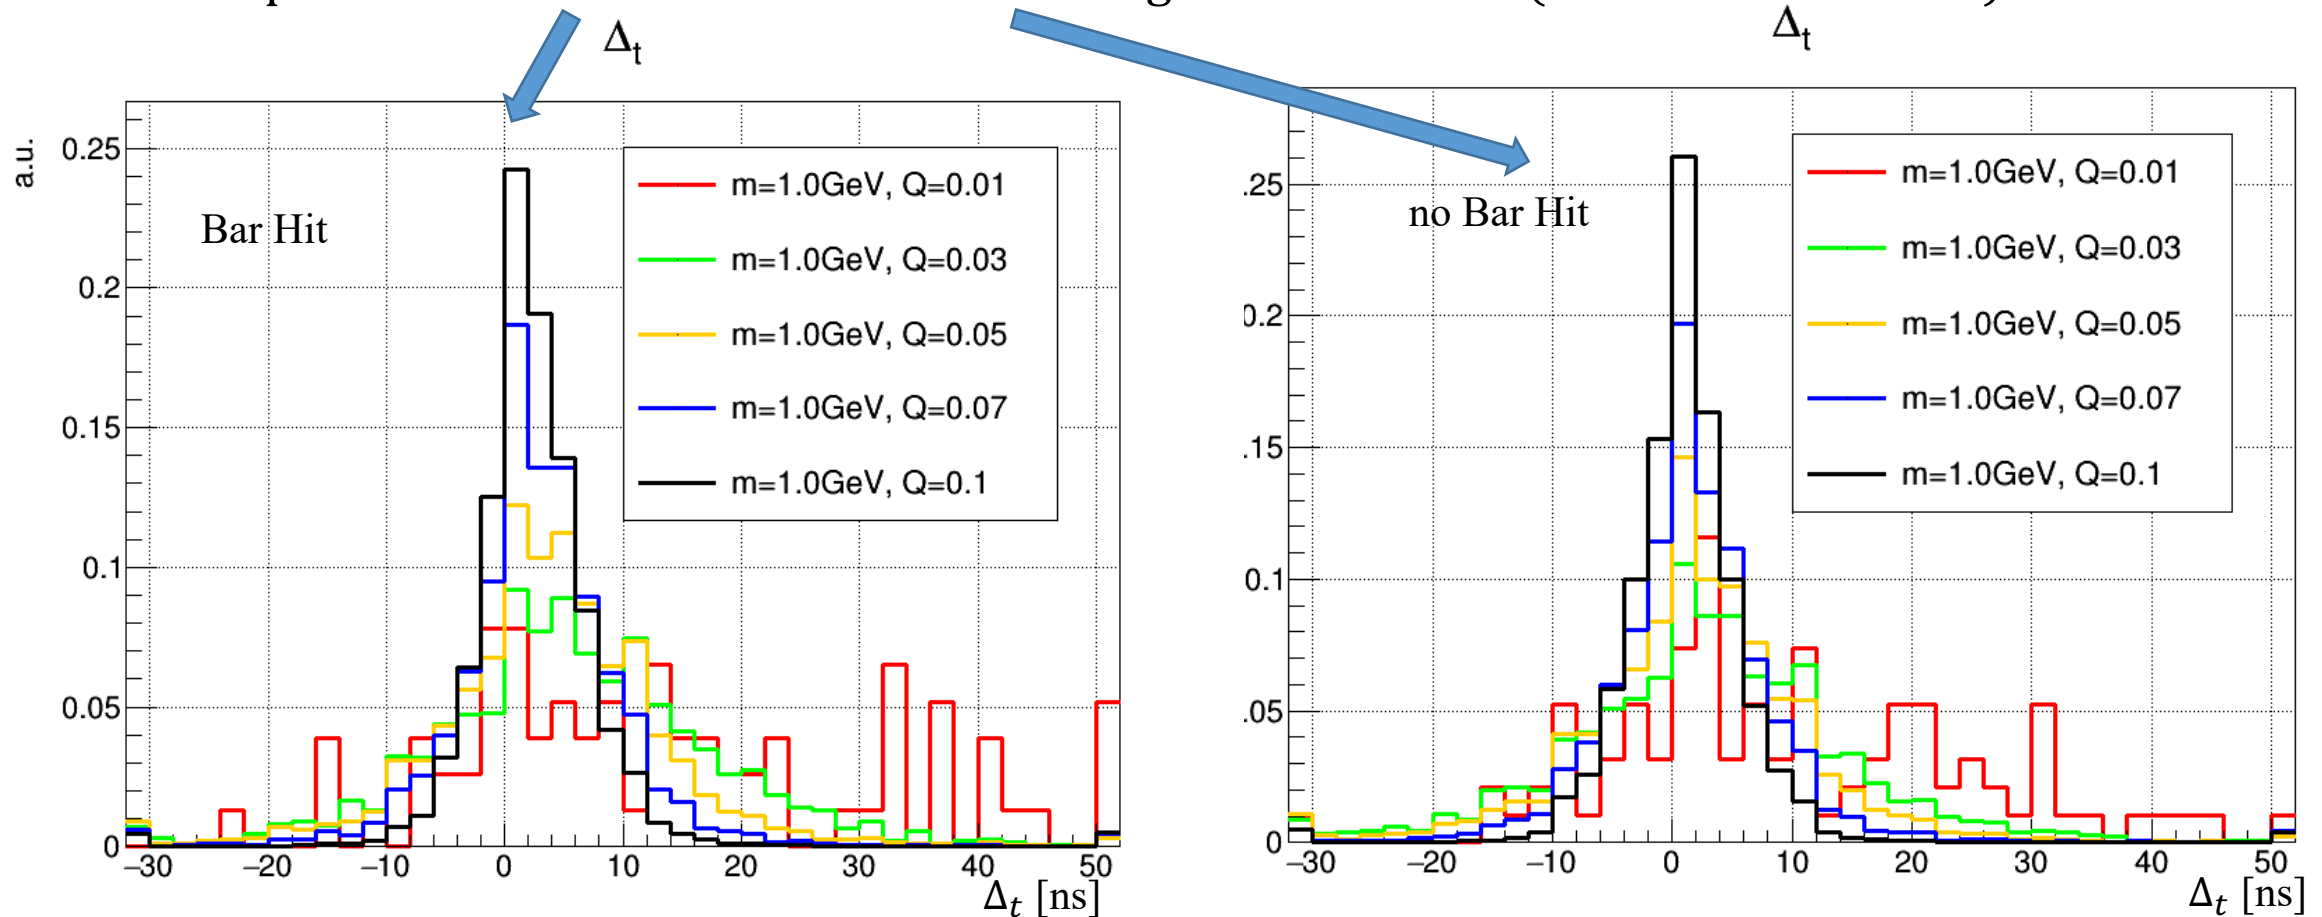 Δt
Δt
a.u.
0.25
0.2
0.15
0.1
0.05
0
−30
−20
−10
0
10
20
30
40
50
Δt [ns]
Bar Hit
m=1.0GeV, Q=0.01
m=1.0GeV, Q=0.03
m=1.0GeV, Q=0.05
m=1.0GeV, Q=0.07
m=1.0GeV, Q=0.1
.25
0.2
.15
0.1
.05
0
−30
−20
−10
0
10
20
30
40
50
Δt [ns]
no Bar Hit
m=1.0GeV, Q=0.01
m=1.0GeV, Q=0.03
m=1.0GeV, Q=0.05
m=1.0GeV, Q=0.07
m=1.0GeV, Q=0.1